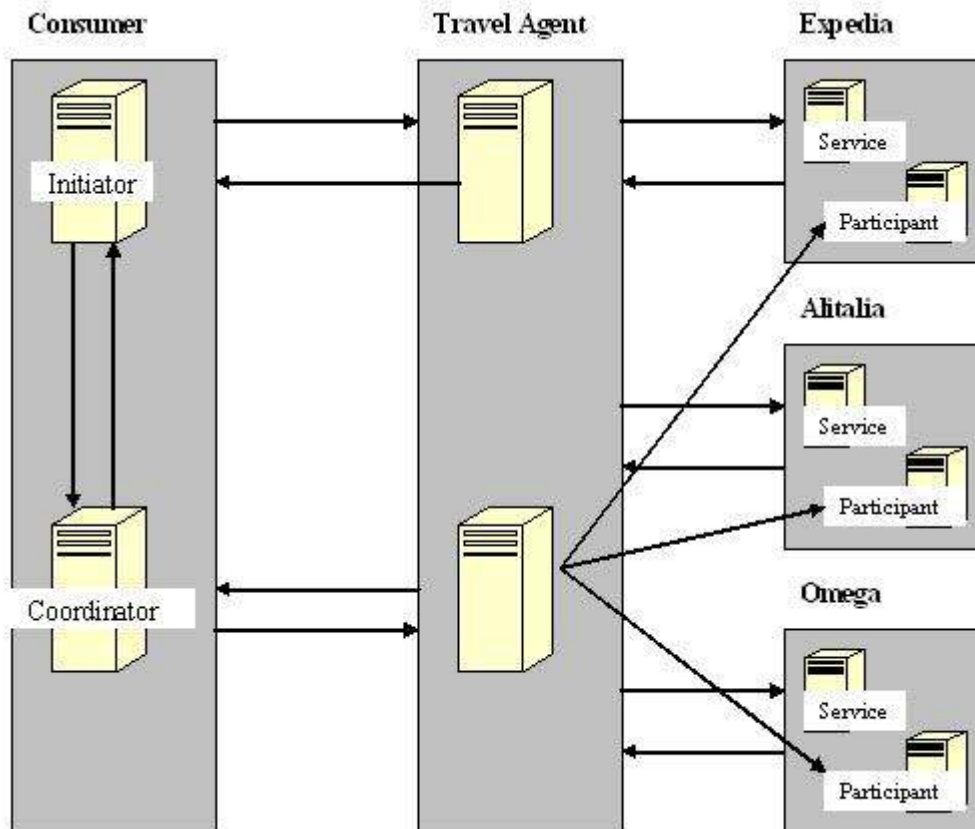 Consumer
Travel Agent
Expedia
Initiator
Service
Participant
Alitalia
Service
Participant
Coordinator
Omega
Service
Participant